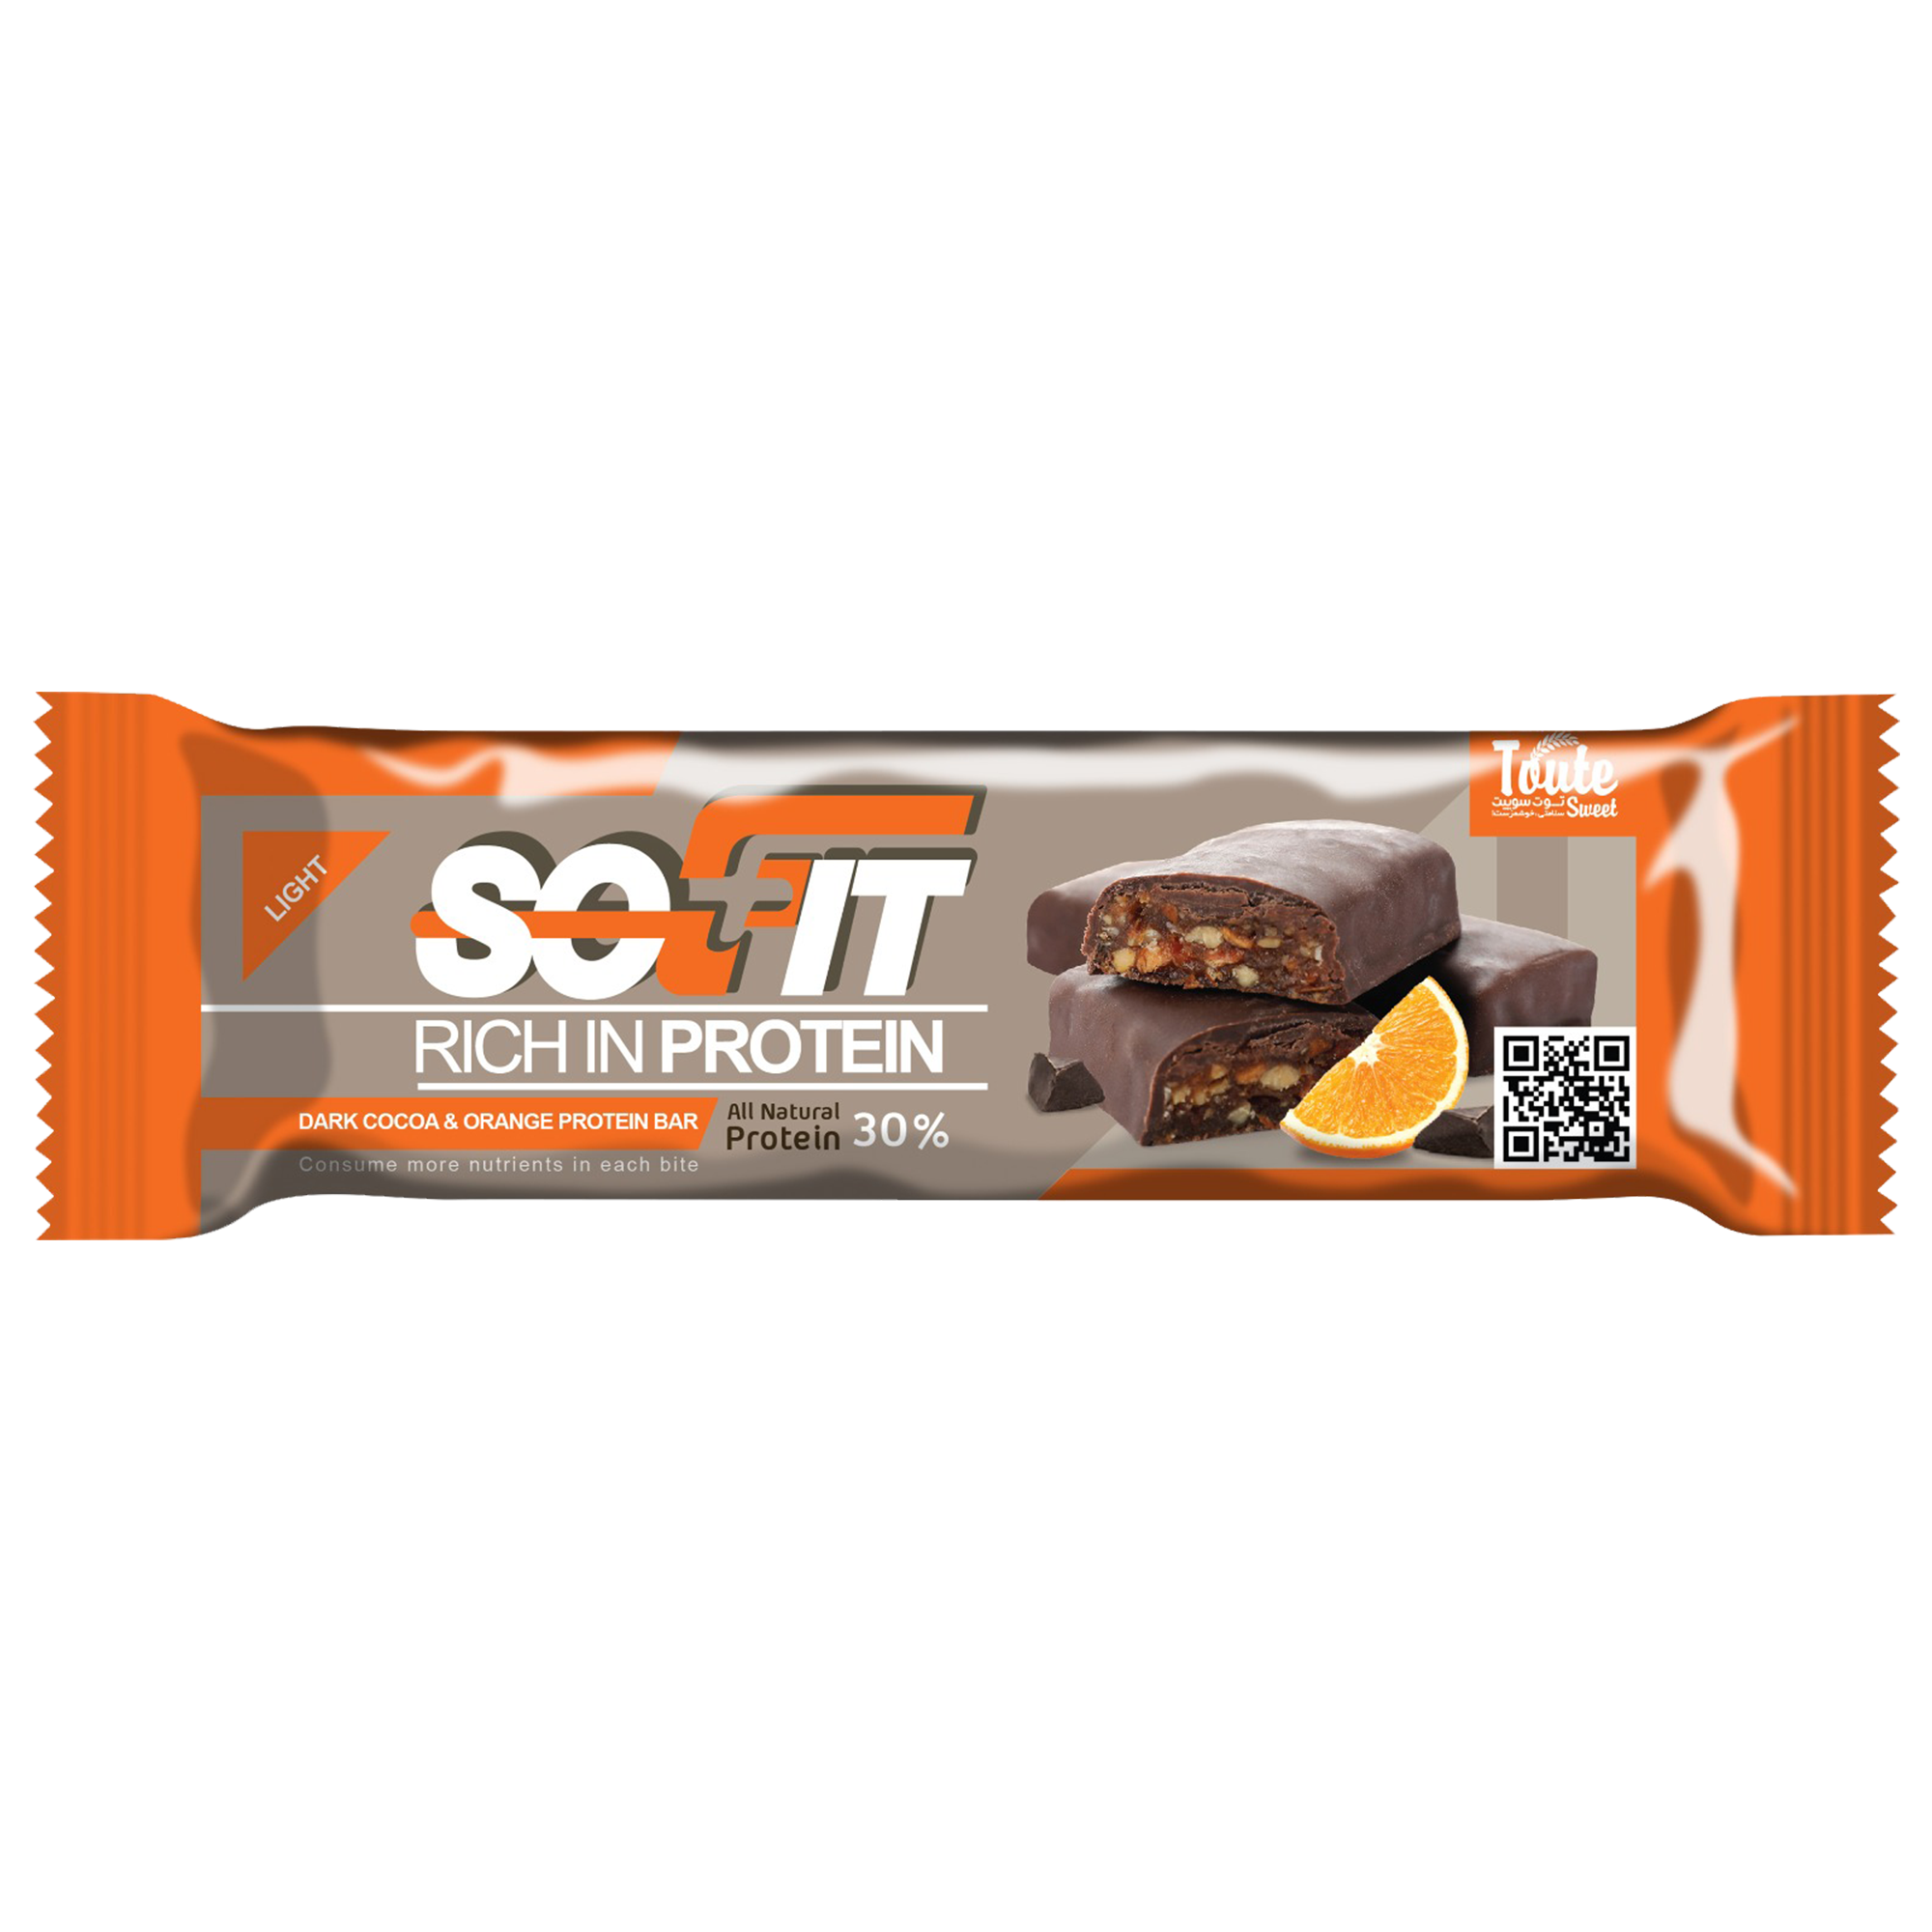 Toute
توت سوییت Sweet
LIGHT
SOFIT
RICH IN PROTEIN
DARK COCOA & ORANGE PROTEIN BAR
All Natural
Protein 30%
Consume more nutrients in each bite